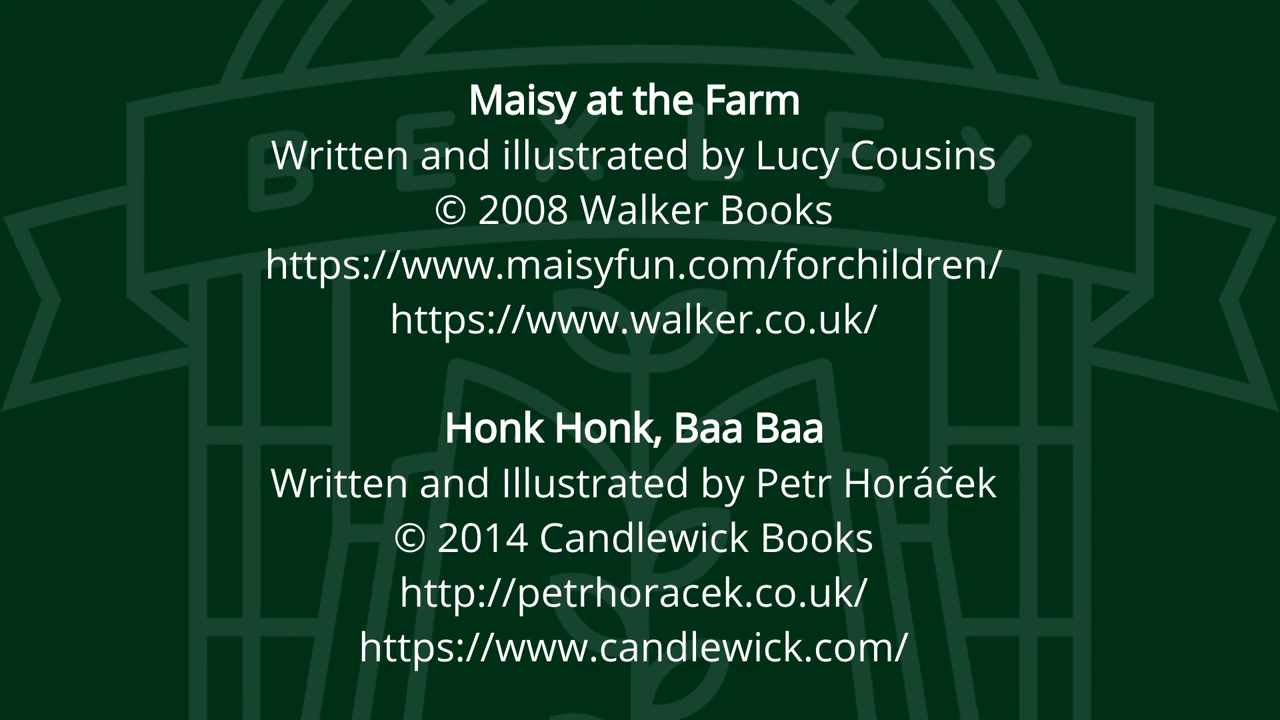 BEXLEY
Maisy at the Farm
Written and illustrated by Lucy Cousins
© 2008 Walker Books
https://www.maisyfun.com/forchildren/
https://www.walker.co.uk/
Honk Honk, Baa Baa
Written and Illustrated by Petr Horáček
© 2014 Candlewick Books
http://petrhoracek.co.uk/
https://www.candlewick.com/